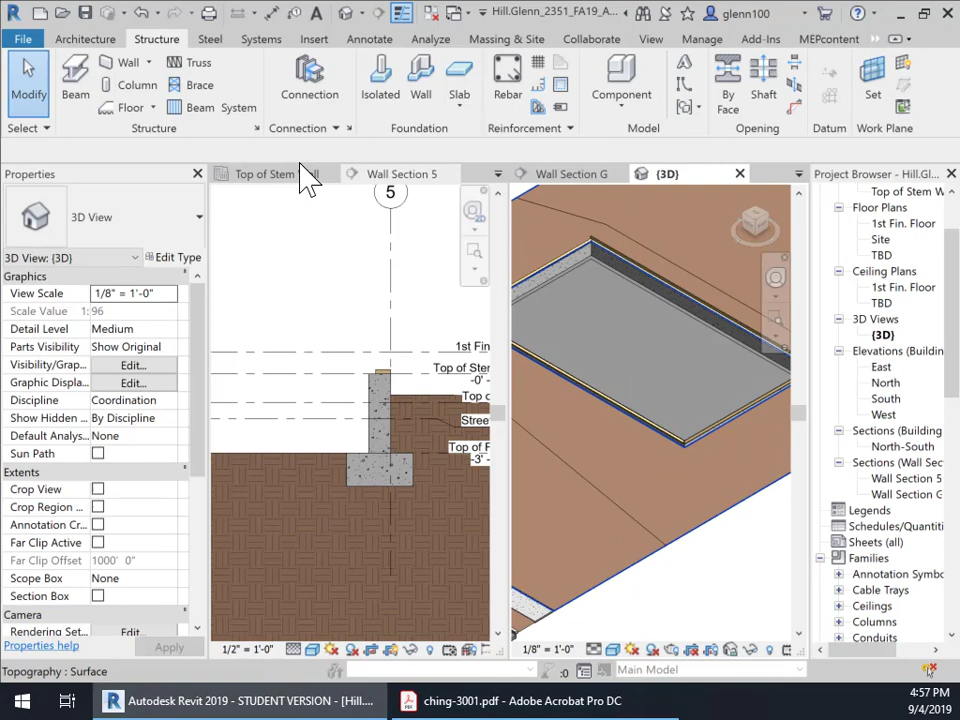 Hill.Glenn_2351_FA19_A...
glenn100
File Architecture Structure Steel Systems Insert Annotate Analyze Massing & Site Collaborate View Manage Add-Ins MEPcontent
Modify
Beam
Wall
Column
Floor
Truss
Brace
Beam System
Connection
Isolated
Wall
Slab
Rebar
Component
By Face
Shaft
Set
Select Structure Connection Foundation Reinforcement Model Opening Datum Work Plane
Properties
Top of Stem Wall
Wall Section 5
Wall Section G
{3D}
Project Browser - Hill.Gl...
3D View
3D View: {3D}
Edit Type
Graphics
View Scale 1/8" = 1'-0"
Scale Value 1: 96
Detail Level Medium
Parts Visibility Show Original
Visibility/Grap... Edit...
Graphic Displa... Edit...
Discipline Coordination
Show Hidden By Discipline
Default Analys... None
Sun Path
Extents
Crop View
Crop Region
Annotation Cr...
Far Clip Active
Far Clip Offset 1000' 0"
Scope Box None
Section Box
Camera
Rendering Set... Edit...
Properties help
Apply
5
1st Fin
Top of Ster
-0' -
Top o
Stree
Top of F
-3' -
1/2" = 1'-0"
1/8" = 1'-0"
Top of Stem W
Floor Plans
1st Fin. Floor
Site
TBD
Ceiling Plans
1st Fin. Floor
TBD
3D Views
{3D}
Elevations (Building
East
North
South
West
Sections (Building
North-South
Sections (Wall Sec
Wall Section 5
Wall Section G
Legends
Schedules/Quantiti
Sheets (all)
Families
Annotation Symbo
Cable Trays
Ceilings
Columns
Conduits
Topography : Surface
:0
Main Model
Autodesk Revit 2019 - STUDENT VERSION - [Hill....
ching-3001.pdf - Adobe Acrobat Pro DC
4:57 PM
9/4/2019